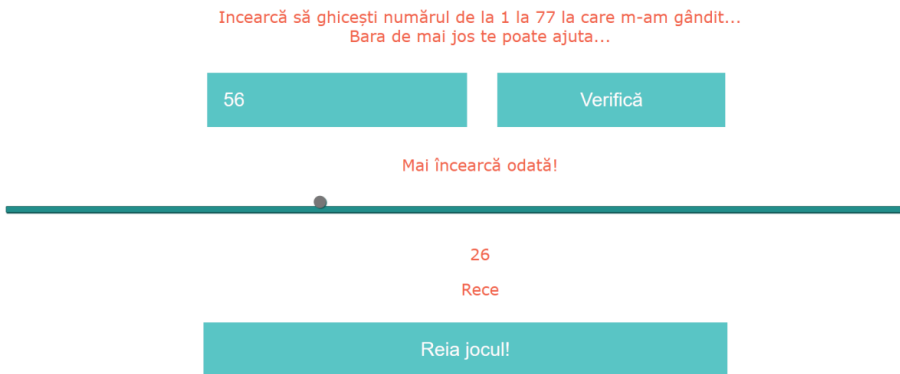 Incearcă să ghicești numărul de la 1 la 77 la care m-am gândit...
Bara de mai jos te poate ajuta...
56
Verifică
Mai încearcă odată!
26
Rece
Reia jocul!